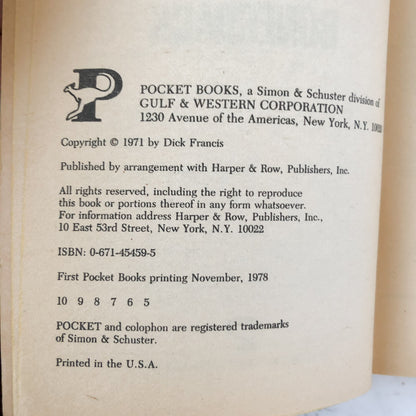 P
POCKET BOOKS, a Simon & Schuster division of
GULF & WESTERN CORPORATION
1230 Avenue of the Americas, New York, N.Y. 10020
Copyright © 1971 by Dick Francis
Published by arrangement with Harper & Row, Publishers, Inc.
All rights reserved, including the right to reproduce
this book or portions thereof in any form whatsoever.
For information address Harper & Row, Publishers, Inc.,
10 East 53rd Street, New York, N.Y. 10022
ISBN: 0-671-45459-5
First Pocket Books printing November, 1978
10 9 8 7 6 5
POCKET and colophon are registered trademarks
of Simon & Schuster.
Printed in the U.S.A.